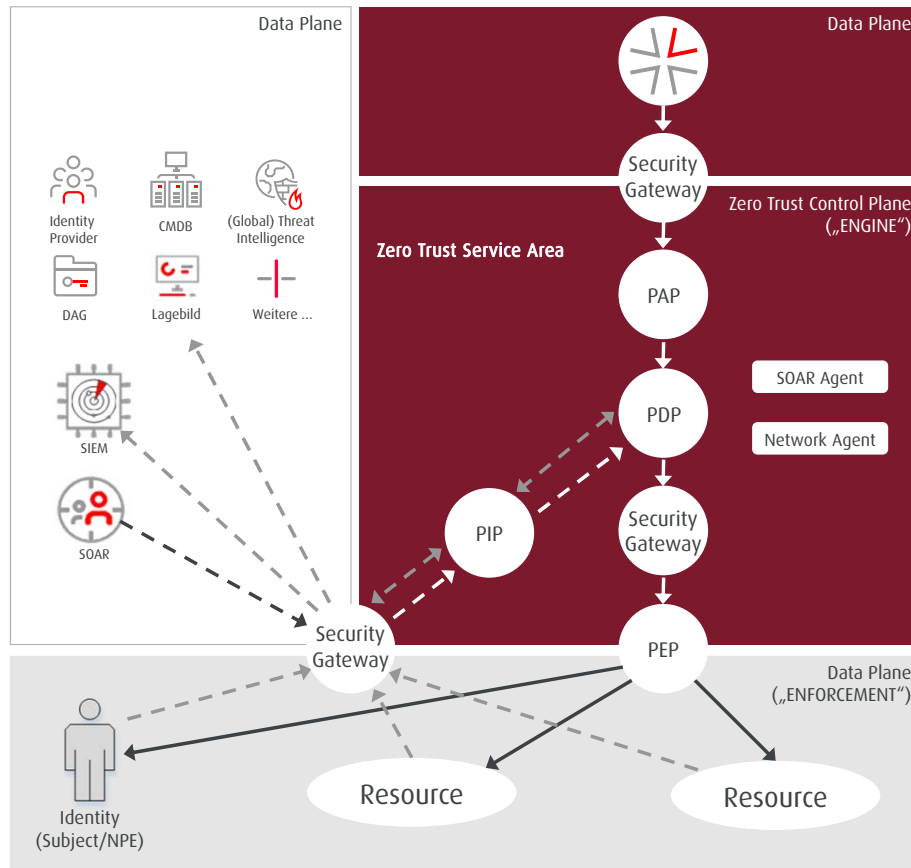 Data Plane
Identity
Provider
CMDB
(Global) Threat
Intelligence
DAG
Lagebild
Weitere ...
SIEM
SOAR
Data Plane
Security
Gateway
Zero Trust Control Plane
(„ENGINE“)
Zero Trust Service Area
PAP
SOAR Agent
PDP
Network Agent
PIP
Security
Gateway
Security
Gateway
PEP
Data Plane
(„ENFORCEMENT“)
Identity
(Subject/NPE)
Resource
Resource